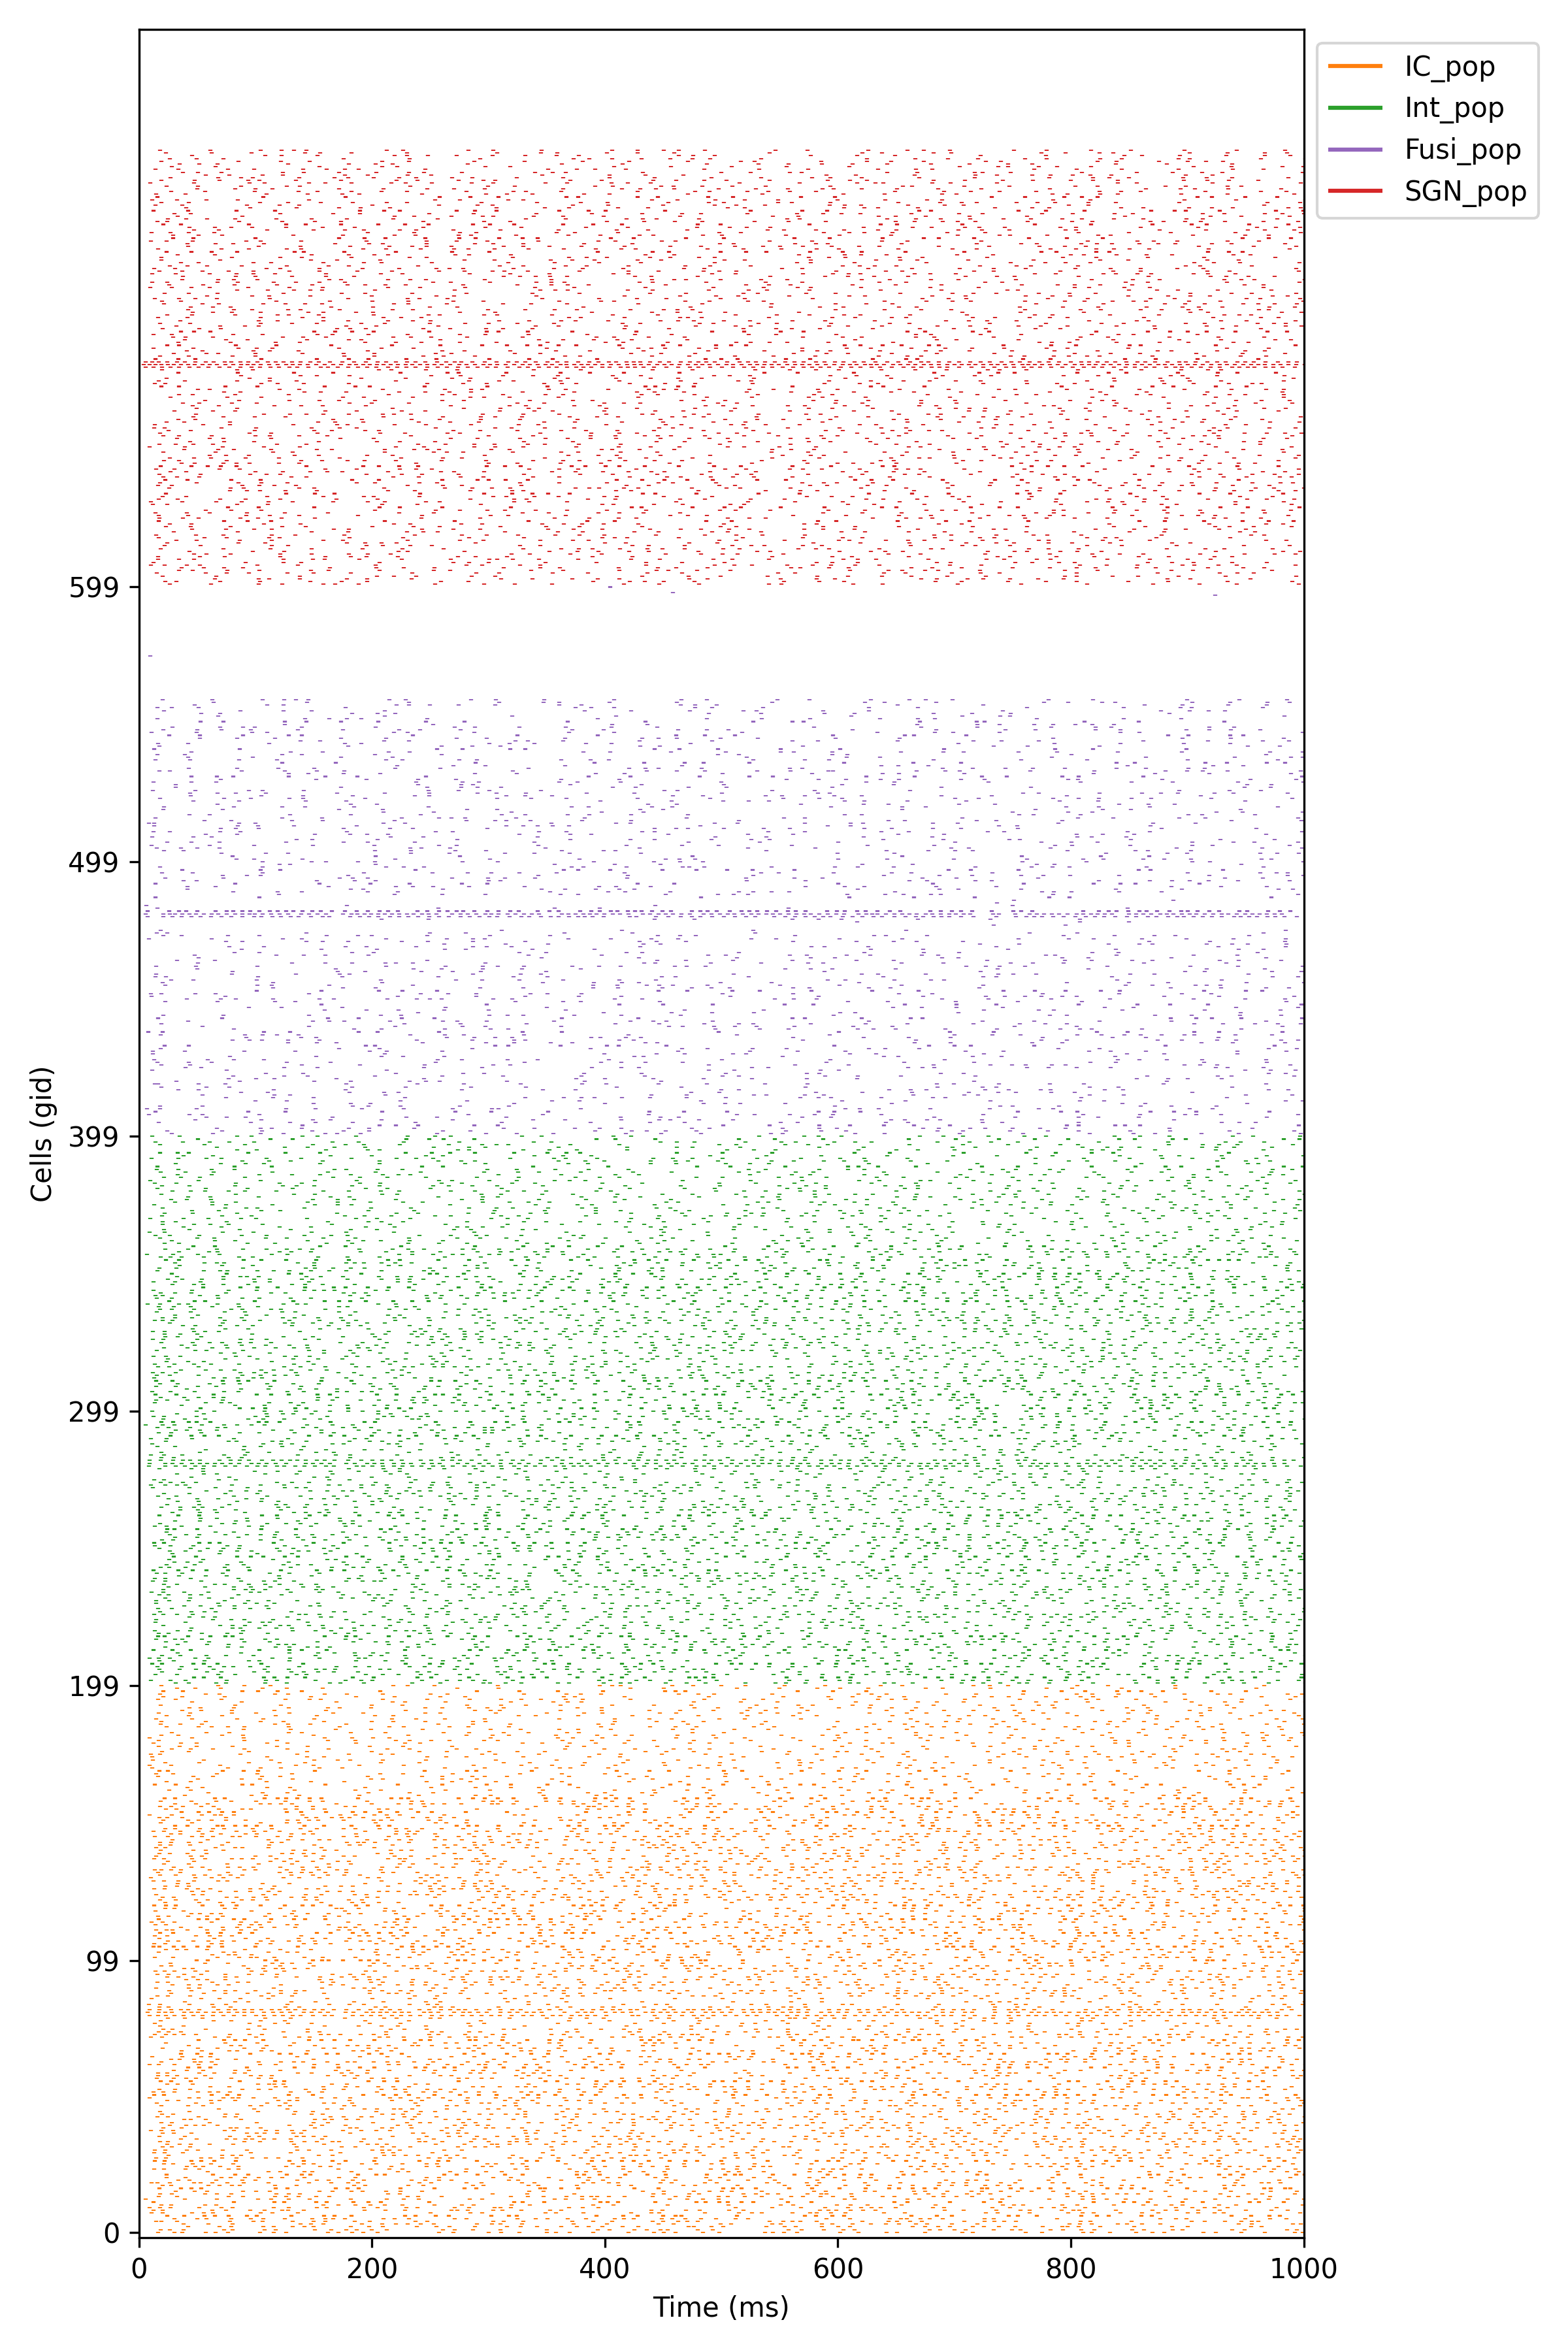 IC_pop
Int_pop
Fusi_pop
SGN_pop
599
499
399
299
199
99
0
Cells (gid)
0 200 400 600 800 1000
Time (ms)